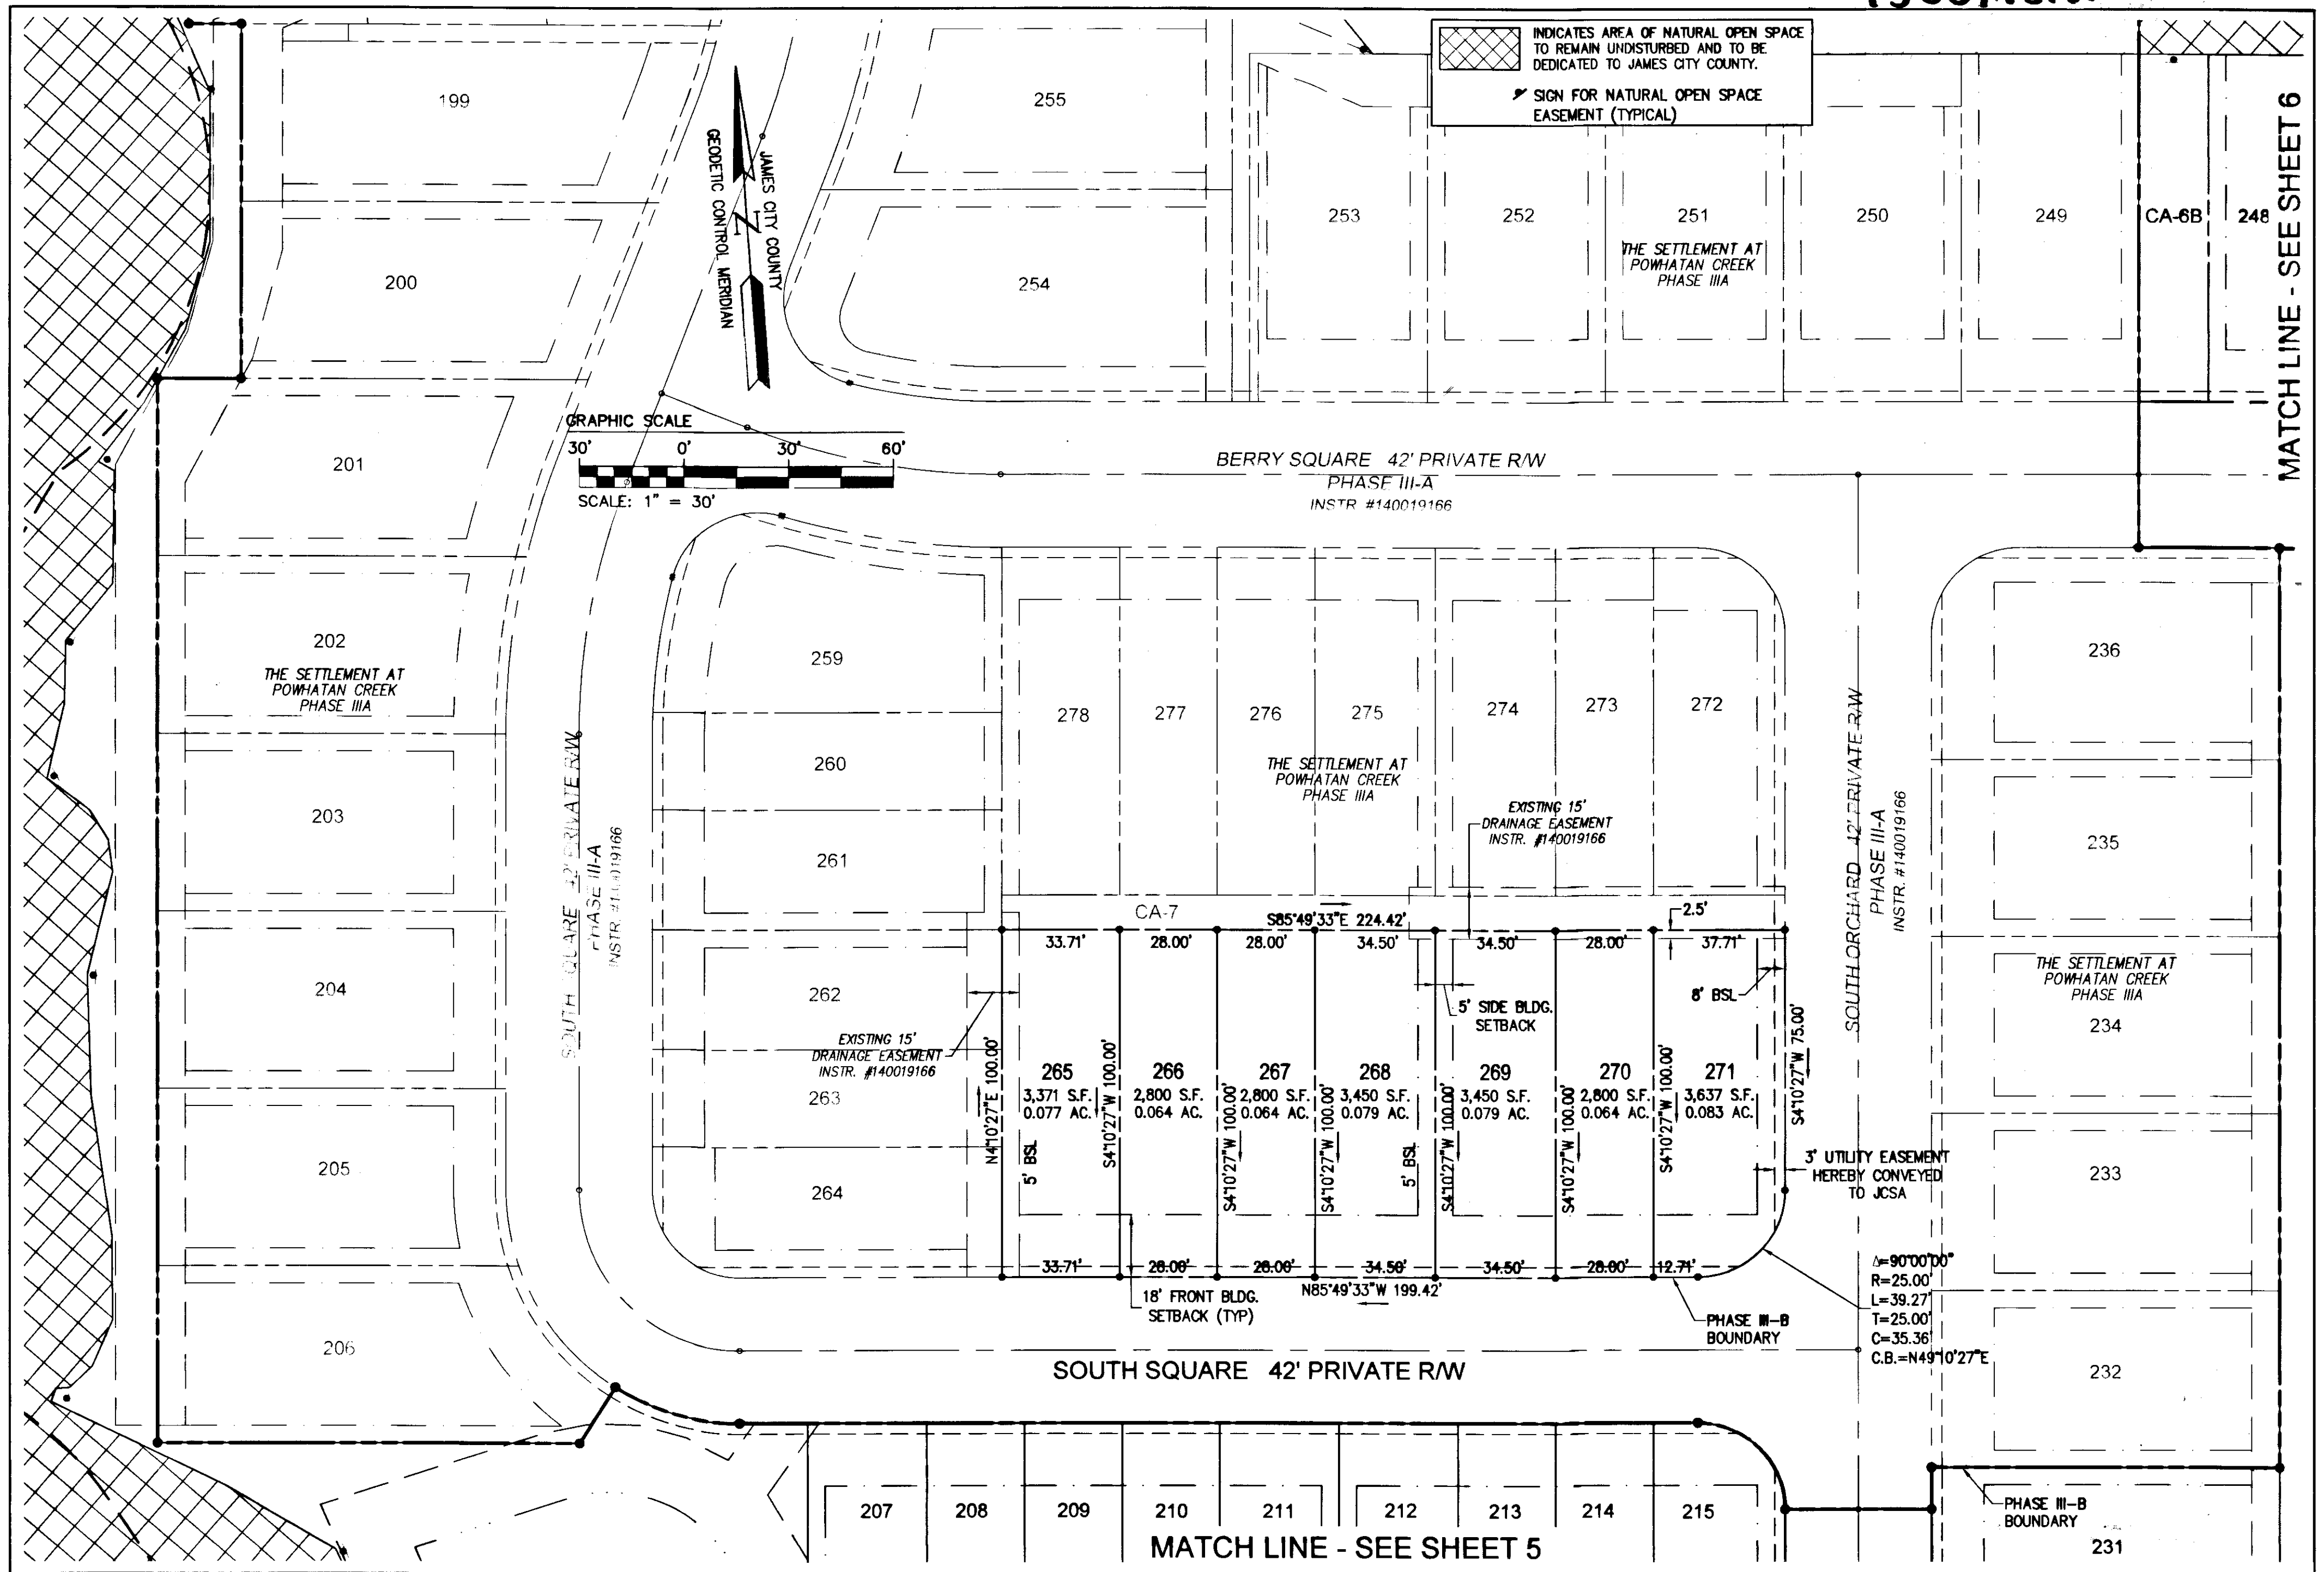 INDICATES AREA OF NATURAL OPEN SPACE
TO REMAIN UNDISTURBED AND TO BE
DEDICATED TO JAMES CITY COUNTY.
SIGN FOR NATURAL OPEN SPACE
EASEMENT (TYPICAL)
MATCH LINE - SEE SHEET 6
199
255
200
254
253
252
251
250
249
CA-6B
248
THE SETTLEMENT AT
POWHATAN CREEK
PHASE IIIA
JAMES CITY COUNTY
GEODETIC CONTROL MERIDIAN
N
GRAPHIC SCALE
30' 0' 30' 60'
SCALE: 1" = 30'
BERRY SQUARE 42' PRIVATE R/W
PHASE III-A
INSTR #140019166
201
202
THE SETTLEMENT AT
POWHATAN CREEK
PHASE IIIA
203
204
205
206
SOUTH SQUARE 42' PRIVATE R/W
PHASE III-A
INSTR. #140019166
259
260
261
262
263
264
278
277
276
275
274
273
272
THE SETTLEMENT AT
POWHATAN CREEK
PHASE IIIA
EXISTING 15'
DRAINAGE EASEMENT
INSTR. #140019166
CA-7
S85°49'33"E 224.42'
2.5'
33.71'
28.00'
28.00'
34.50'
34.50'
28.00'
37.71'
8' BSL
5' SIDE BLDG.
SETBACK
EXISTING 15'
DRAINAGE EASEMENT
INSTR. #140019166
N4°10'27"E 100.00'
5' BSL
265
3,371 S.F.
0.077 AC.
S4°10'27"W 100.00'
266
2,800 S.F.
0.064 AC.
S4°10'27"W 100.00'
267
2,800 S.F.
0.064 AC.
S4°10'27"W 100.00'
268
3,450 S.F.
0.079 AC.
5' BSL
S4°10'27"W 100.00'
269
3,450 S.F.
0.079 AC.
S4°10'27"W 100.00'
270
2,800 S.F.
0.064 AC.
S4°10'27"W 100.00'
271
3,637 S.F.
0.083 AC.
S4°10'27"W 75.00'
33.71'
28.00'
28.00'
34.50'
34.50'
28.00'
12.71'
N85°49'33"W 199.42'
18' FRONT BLDG.
SETBACK (TYP)
3' UTILITY EASEMENT
HEREBY CONVEYED
TO JCSA
PHASE III-B
BOUNDARY
Δ=90°00'00"
R=25.00'
L=39.27'
T=25.00'
C=35.36'
C.B.=N49°10'27"E
SOUTH ORCHARD 42' PRIVATE R/W
PHASE III-A
INSTR. #140019166
236
235
THE SETTLEMENT AT
POWHATAN CREEK
PHASE IIIA
234
233
232
SOUTH SQUARE 42' PRIVATE R/W
207
208
209
210
211
212
213
214
215
PHASE III-B
BOUNDARY
231
MATCH LINE - SEE SHEET 5